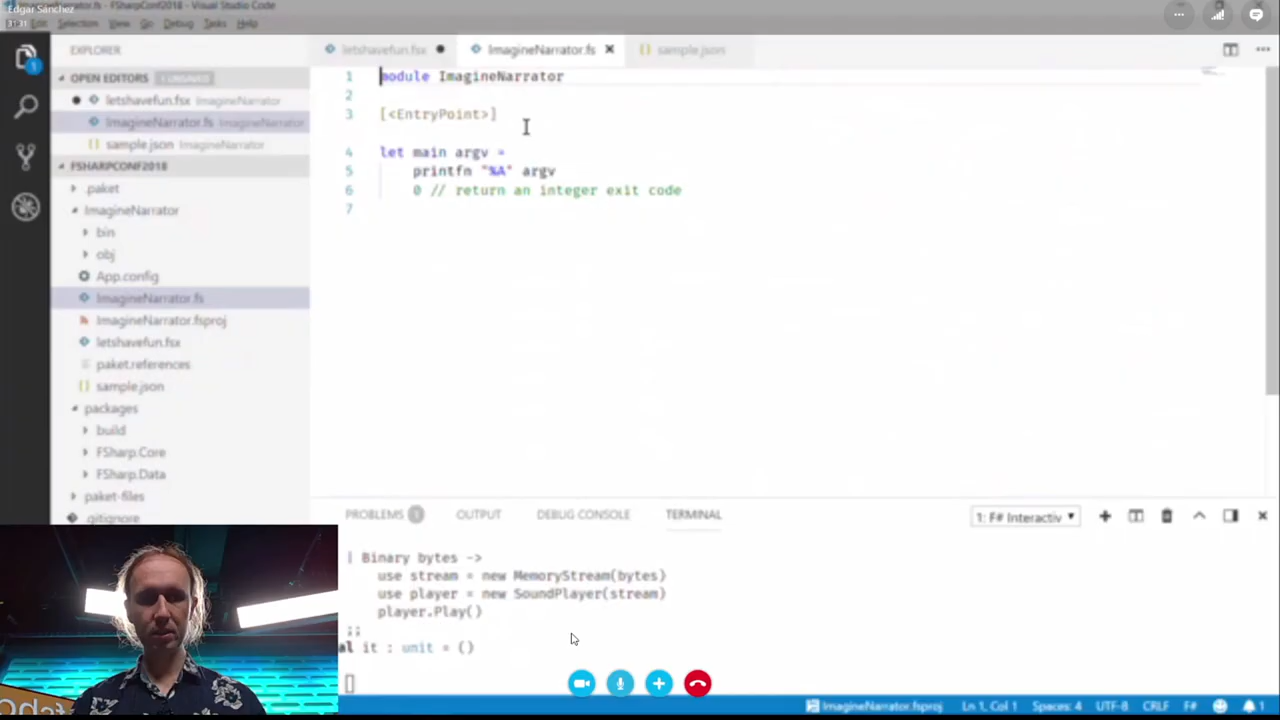 Edgar Sánchez
31:31
ImagineNarrator.fs - FSharpConf2018 - Visual Studio Code
Edit Selection View Go Debug Tasks Help
EXPLORER
letshavefun.fsx
ImagineNarrator.fs
sample.json
OPEN EDITORS 1 UNSAVED
letshavefun.fsx ImagineNarrator
ImagineNarrator.fs ImagineNarrator
sample.json ImagineNarrator
FSHARPCONF2018
.paket
ImagineNarrator
bin
obj
App.config
ImagineNarrator.fs
ImagineNarrator.fsproj
letshavefun.fsx
paket.references
sample.json
packages
build
FSharp.Core
FSharp.Data
paket-files
.gitignore
1 module ImagineNarrator
2
3 [<EntryPoint>]
4 let main argv =
5 printfn "%A" argv
6 0 // return an integer exit code
7
PROBLEMS 1 OUTPUT DEBUG CONSOLE TERMINAL
1: F# Interactiv
| Binary bytes ->
use stream = new MemoryStream(bytes)
use player = new SoundPlayer(stream)
player.Play()
;;
al it : unit = ()
ImagineNarrator.fsproj Ln 1, Col 1 Spaces: 4 UTF-8 CRLF F# 1